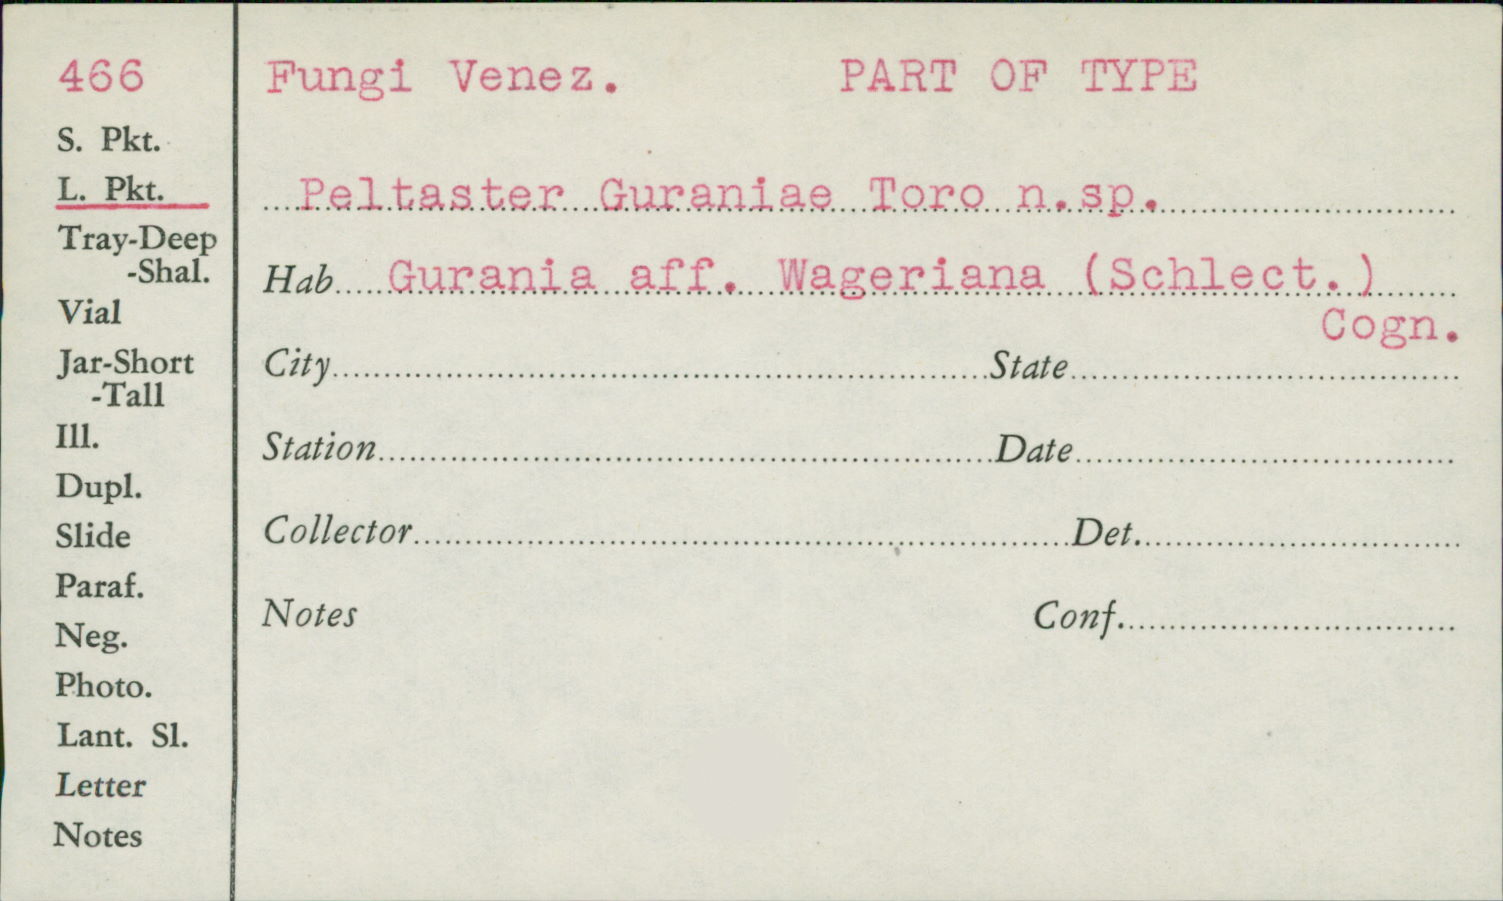 466
S. Pkt.
L. Pkt.
Tray-Deep
-Shal.
Vial
Jar-Short
-Tall
Ill.
Dupl.
Slide
Paraf.
Neg.
Photo.
Lant. Sl.
Letter
Notes
Fungi Venez. PART OF TYPE
Peltaster Guraniae Toro n.sp.
Hab. Gurania aff. Wageriana (Schlect.)
Cogn.
City State
Station Date
Collector Det.
Notes Conf.